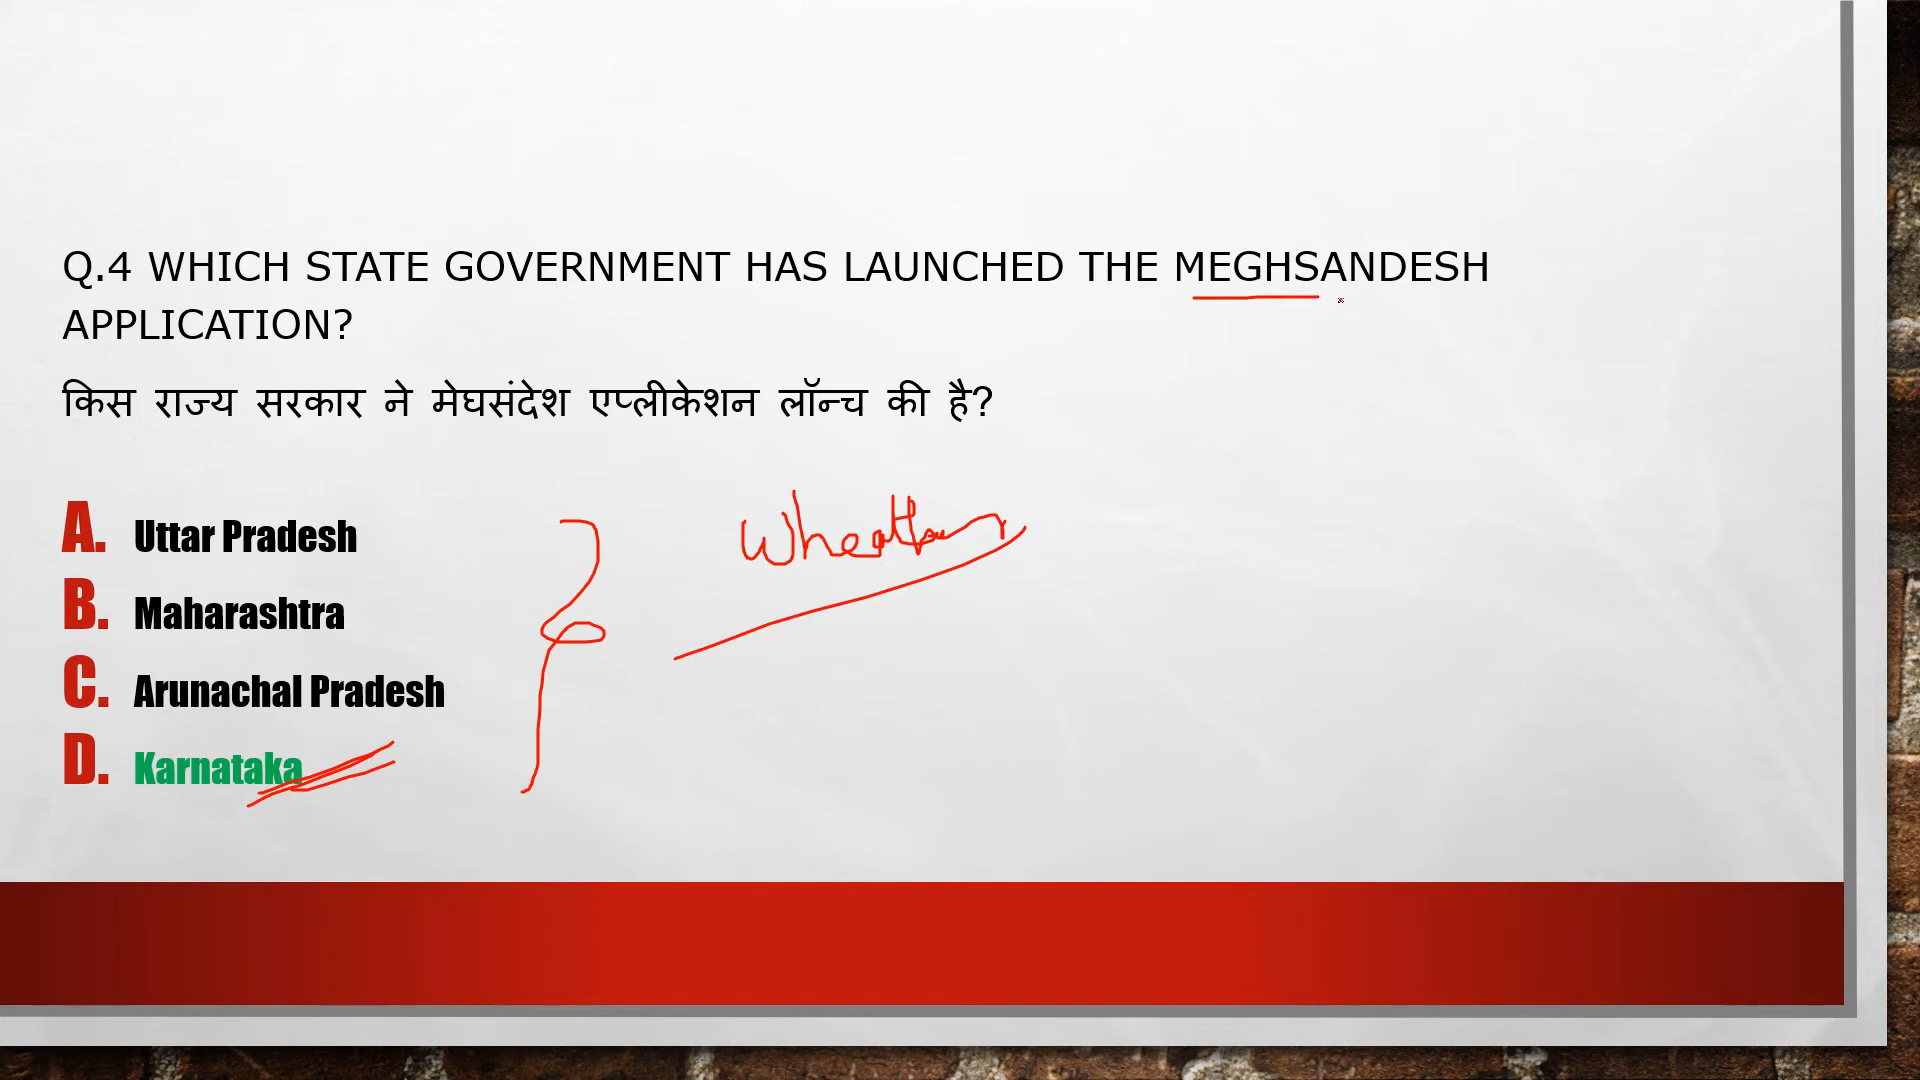 Q.4 WHICH STATE GOVERNMENT HAS LAUNCHED THE MEGHSANDESH
APPLICATION?
किस राज्य सरकार ने मेघसंदेश एप्लीकेशन लॉन्च की है?
A. Uttar Pradesh
B. Maharashtra
C. Arunachal Pradesh
D. Karnataka